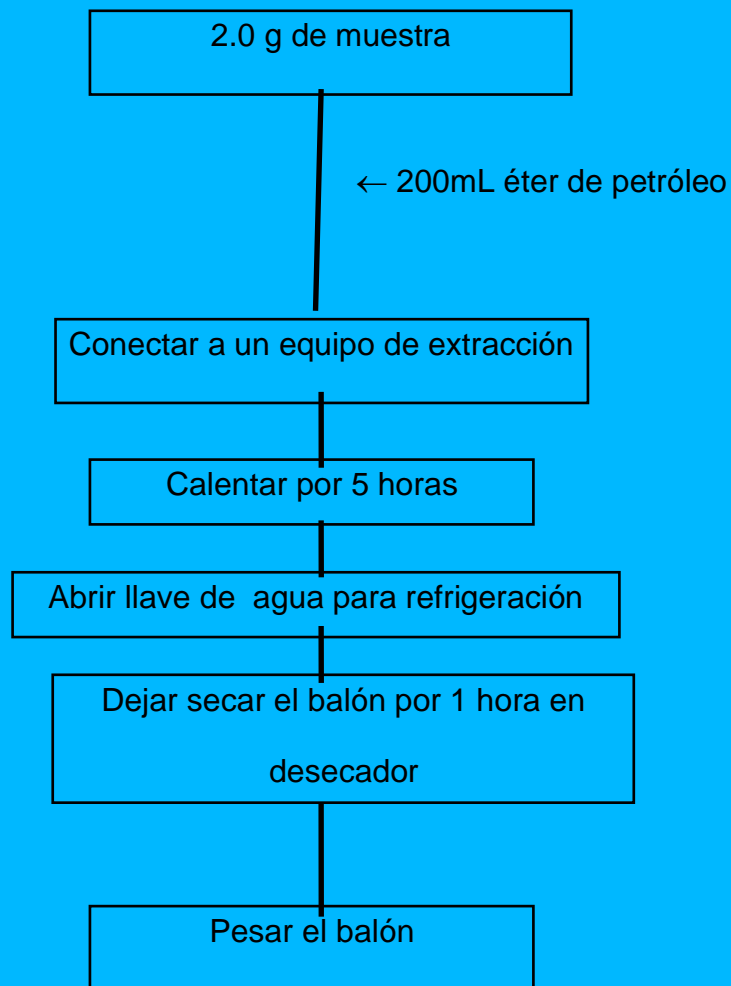 2.0 g de muestra
← 200mL éter de petróleo
Conectar a un equipo de extracción
Calentar por 5 horas
Abrir llave de agua para refrigeración
Dejar secar el balón por 1 hora en
desecador
Pesar el balón